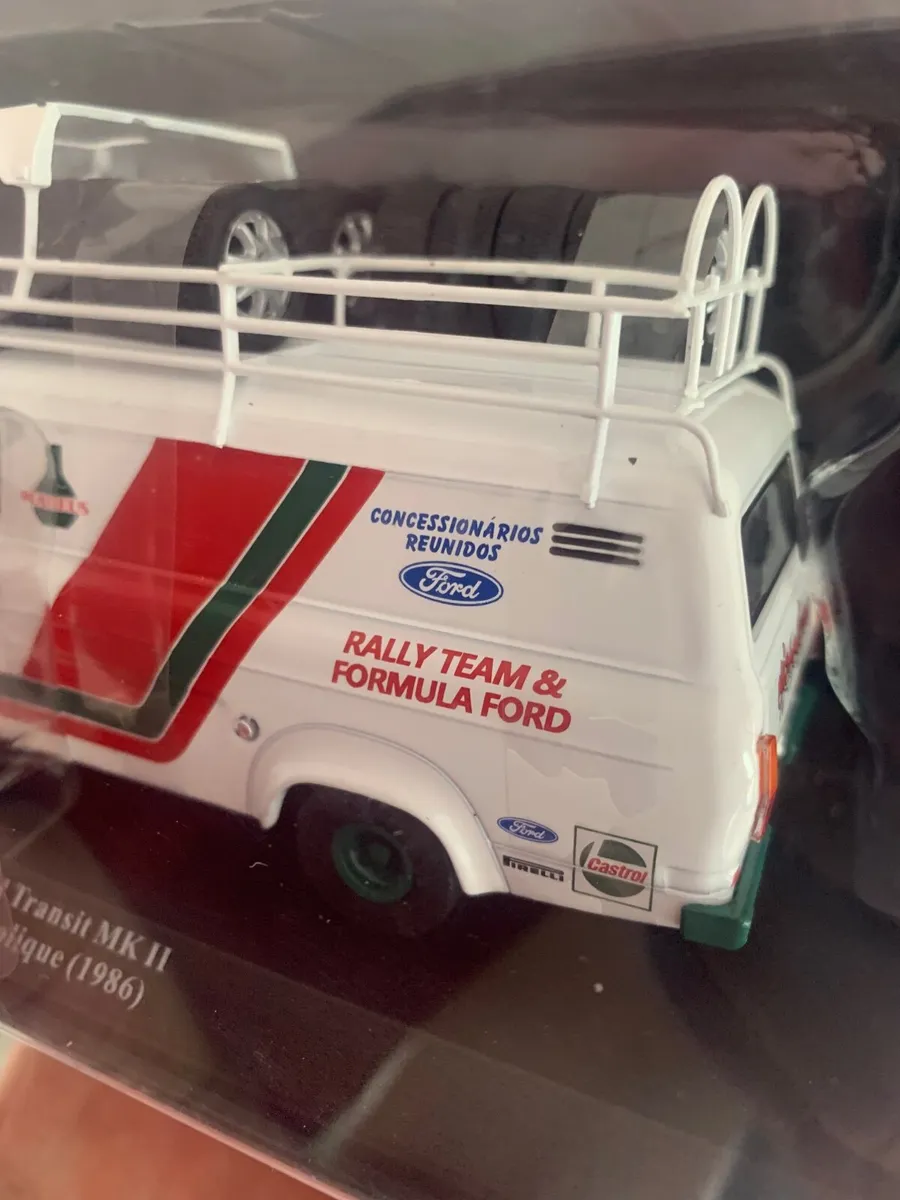 CONCESSIONÁRIOS
REUNIDOS
Ford
RALLY TEAM &
FORMULA FORD
Ford
PIRELLI
Castrol
Transit MK II
(1986)